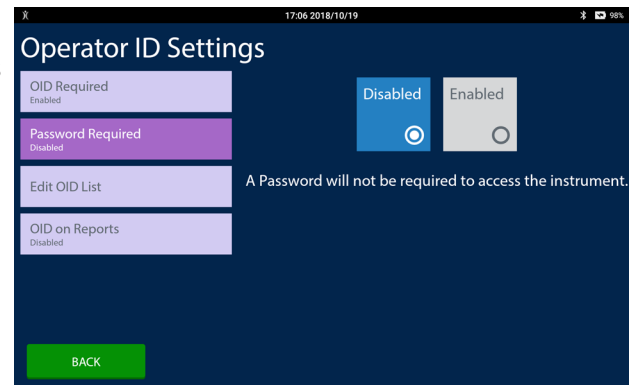 17:06 2018/10/19
98%
Operator ID Settings
OID Required
Enabled
Password Required
Disabled
Edit OID List
OID on Reports
Disabled
Disabled
Enabled
A Password will not be required to access the instrument.
BACK